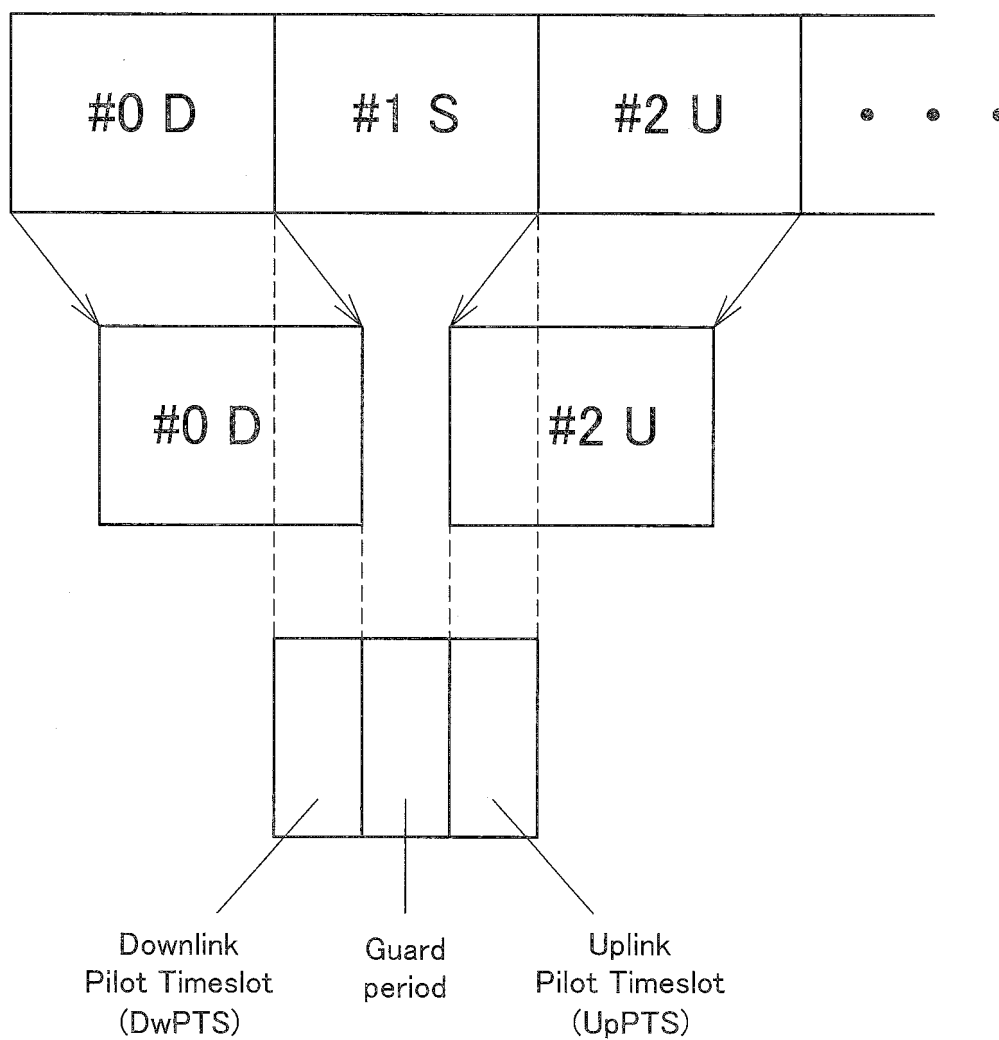 #0 D
#1 S
#2 U
• • •
#0 D
#2 U
Downlink
Pilot Timeslot
(DwPTS)
Guard
period
Uplink
Pilot Timeslot
(UpPTS)